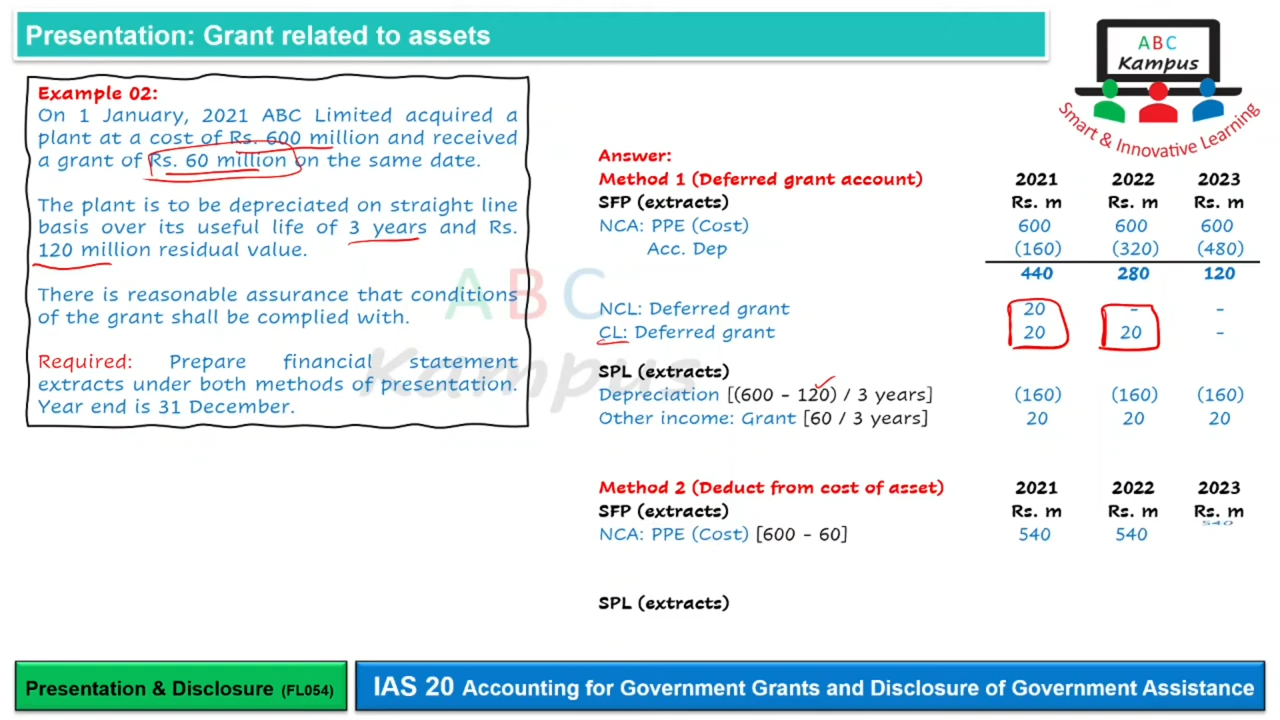 Presentation: Grant related to assets
A B C
Kampus
Smart & Innovative Learning
Example 02:
On 1 January, 2021 ABC Limited acquired a
plant at a cost of Rs. 600 million and received
a grant of Rs. 60 million on the same date.
The plant is to be depreciated on straight line
basis over its useful life of 3 years and Rs.
120 million residual value.
There is reasonable assurance that conditions
of the grant shall be complied with.
Required: Prepare financial statement
extracts under both methods of presentation.
Year end is 31 December.
ABC
Kampus
Answer:
Method 1 (Deferred grant account) 2021 2022 2023
SFP (extracts) Rs. m Rs. m Rs. m
NCA: PPE (Cost) 600 600 600
Acc. Dep (160) (320) (480)
440 280 120
NCL: Deferred grant 20 - -
CL: Deferred grant 20 20 -
SPL (extracts)
Depreciation [(600 - 120) / 3 years] (160) (160) (160)
Other income: Grant [60 / 3 years] 20 20 20
Method 2 (Deduct from cost of asset) 2021 2022 2023
SFP (extracts) Rs. m Rs. m Rs. m
NCA: PPE (Cost) [600 - 60] 540 540 540
SPL (extracts)
Presentation & Disclosure (FL054)
IAS 20 Accounting for Government Grants and Disclosure of Government Assistance